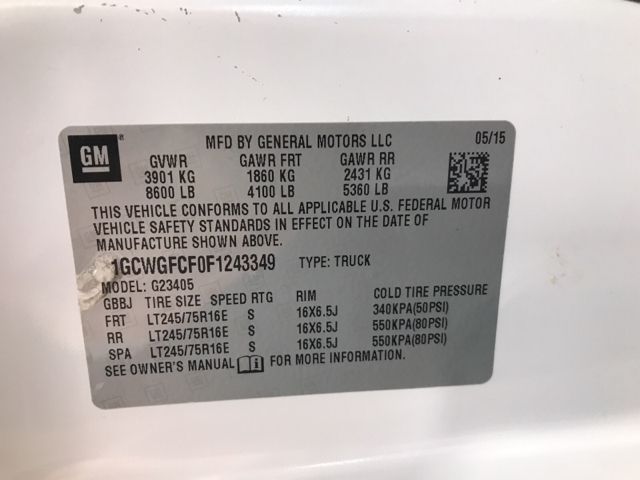 GM
MFD BY GENERAL MOTORS LLC 05/15
GVWR GAWR FRT GAWR RR
3901 KG 1860 KG 2431 KG
8600 LB 4100 LB 5360 LB
THIS VEHICLE CONFORMS TO ALL APPLICABLE U.S. FEDERAL MOTOR
VEHICLE SAFETY STANDARDS IN EFFECT ON THE DATE OF
MANUFACTURE SHOWN ABOVE.
1GCWGFCF0F1243349 TYPE: TRUCK
MODEL: G23405
GBBJ TIRE SIZE SPEED RTG RIM COLD TIRE PRESSURE
FRT LT245/75R16E S 16X6.5J 340KPA(50PSI)
RR LT245/75R16E S 16X6.5J 550KPA(80PSI)
SPA LT245/75R16E S 16X6.5J 550KPA(80PSI)
SEE OWNER'S MANUAL FOR MORE INFORMATION.